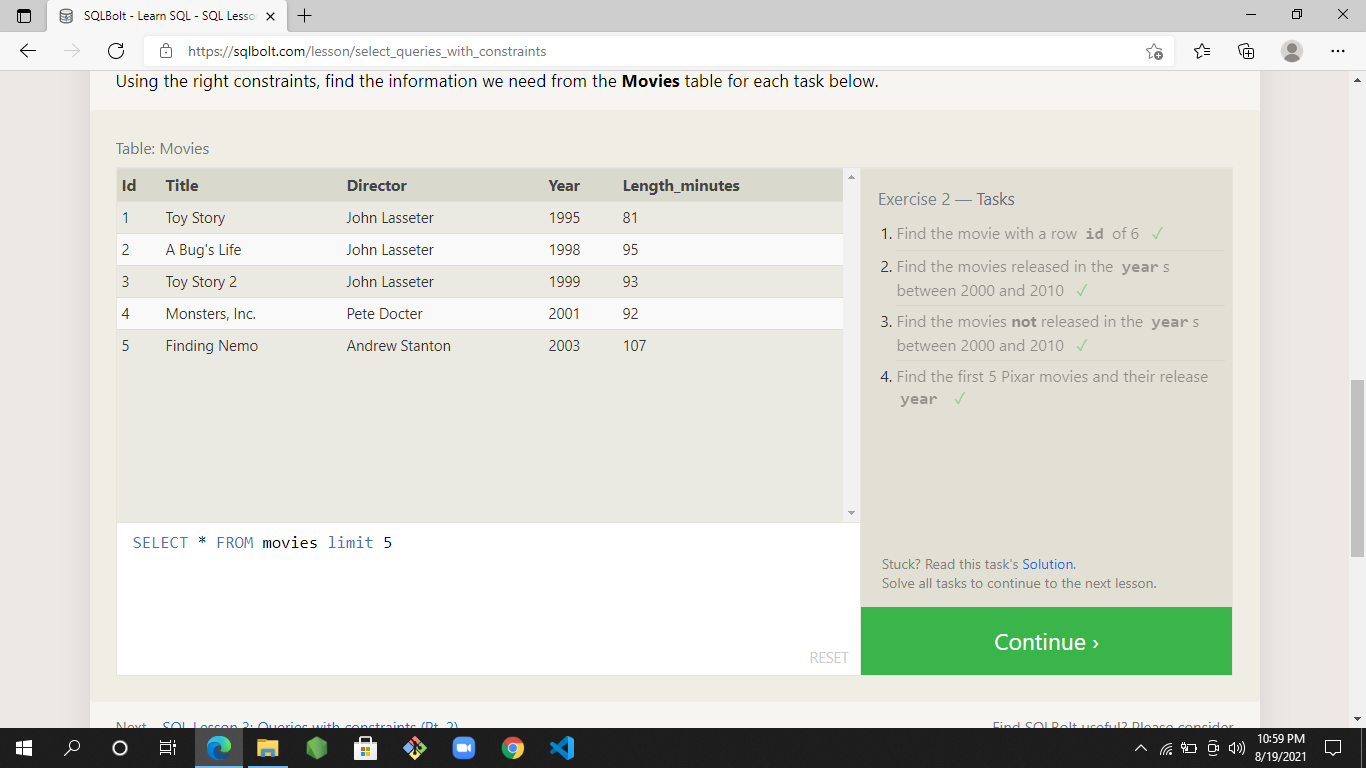 SQLBolt - Learn SQL - SQL Lesso
https://sqlbolt.com/lesson/select_queries_with_constraints
Using the right constraints, find the information we need from the Movies table for each task below.
Table: Movies
Id Title Director Year Length_minutes
1 Toy Story John Lasseter 1995 81
2 A Bug's Life John Lasseter 1998 95
3 Toy Story 2 John Lasseter 1999 93
4 Monsters, Inc. Pete Docter 2001 92
5 Finding Nemo Andrew Stanton 2003 107
SELECT * FROM movies limit 5
RESET
Exercise 2 — Tasks
1. Find the movie with a row id of 6 ✓
2. Find the movies released in the year s
between 2000 and 2010 ✓
3. Find the movies not released in the year s
between 2000 and 2010 ✓
4. Find the first 5 Pixar movies and their release
year ✓
Stuck? Read this task's Solution.
Solve all tasks to continue to the next lesson.
Continue ›
Next – SQL Lesson 3: Queries with constraints (Pt. 2)
Find SQLBolt useful? Please consider
10:59 PM
8/19/2021